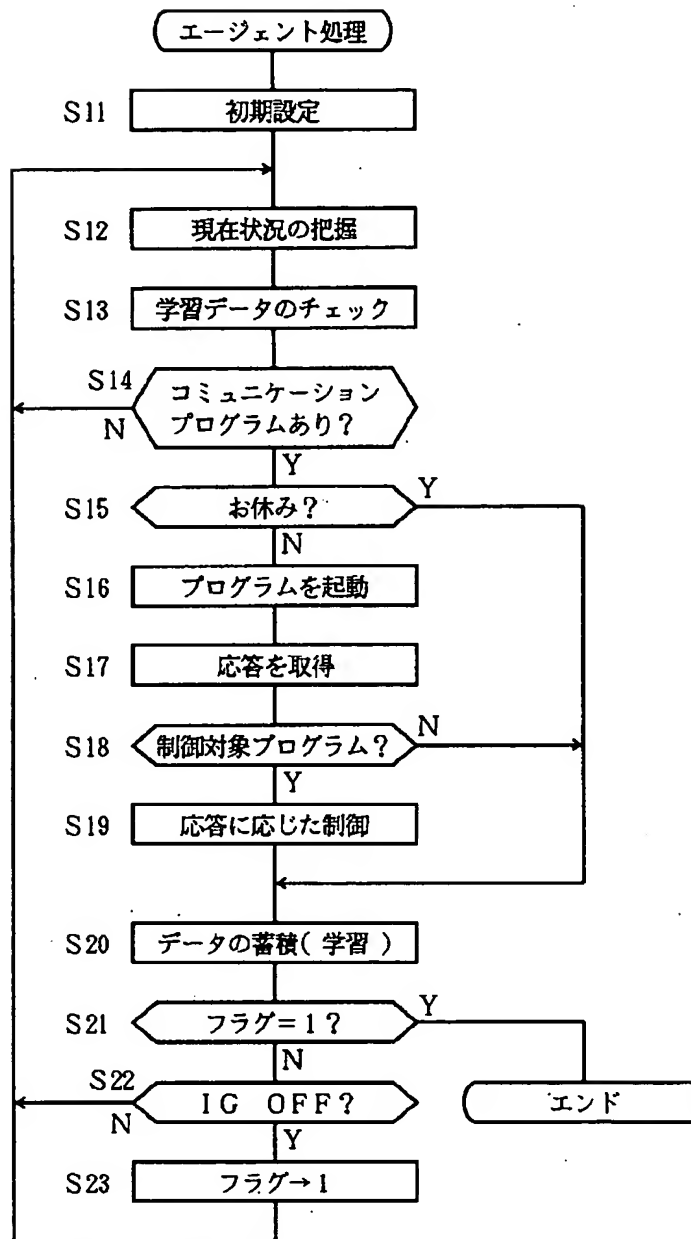 エージェント処理
S11
初期設定
S12
現在状況の把握
S13
学習データのチェック
S14
コミュニケーション
プログラムあり?
N
Y
S15
お休み?
Y
N
S16
プログラムを起動
S17
応答を取得
S18
制御対象プログラム?
N
Y
S19
応答に応じた制御
S20
データの蓄積(学習)
S21
フラグ=1?
Y
N
S22
IG OFF?
エンド
N
Y
S23
フラグ→1